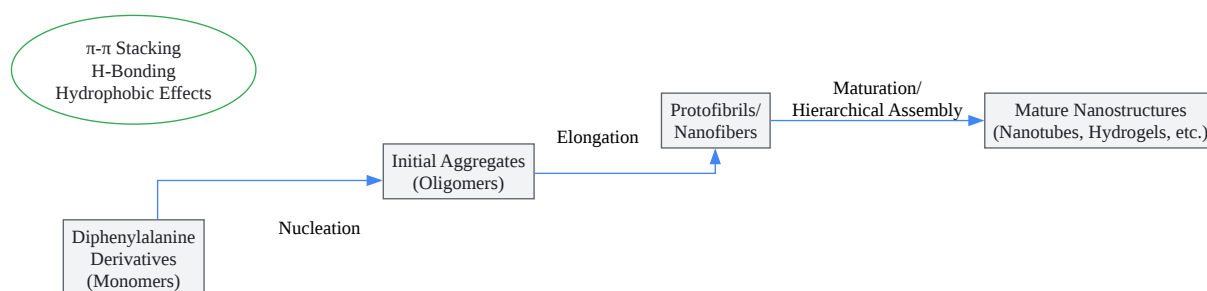 π-π Stacking
H-Bonding
Hydrophobic Effects
Diphenylalanine
Derivatives
(Monomers)
Nucleation
Initial Aggregates
(Oligomers)
Elongation
Protofibrils/
Nanofibers
Maturation/
Hierarchical Assembly
Mature Nanostructures
(Nanotubes, Hydrogels, etc.)